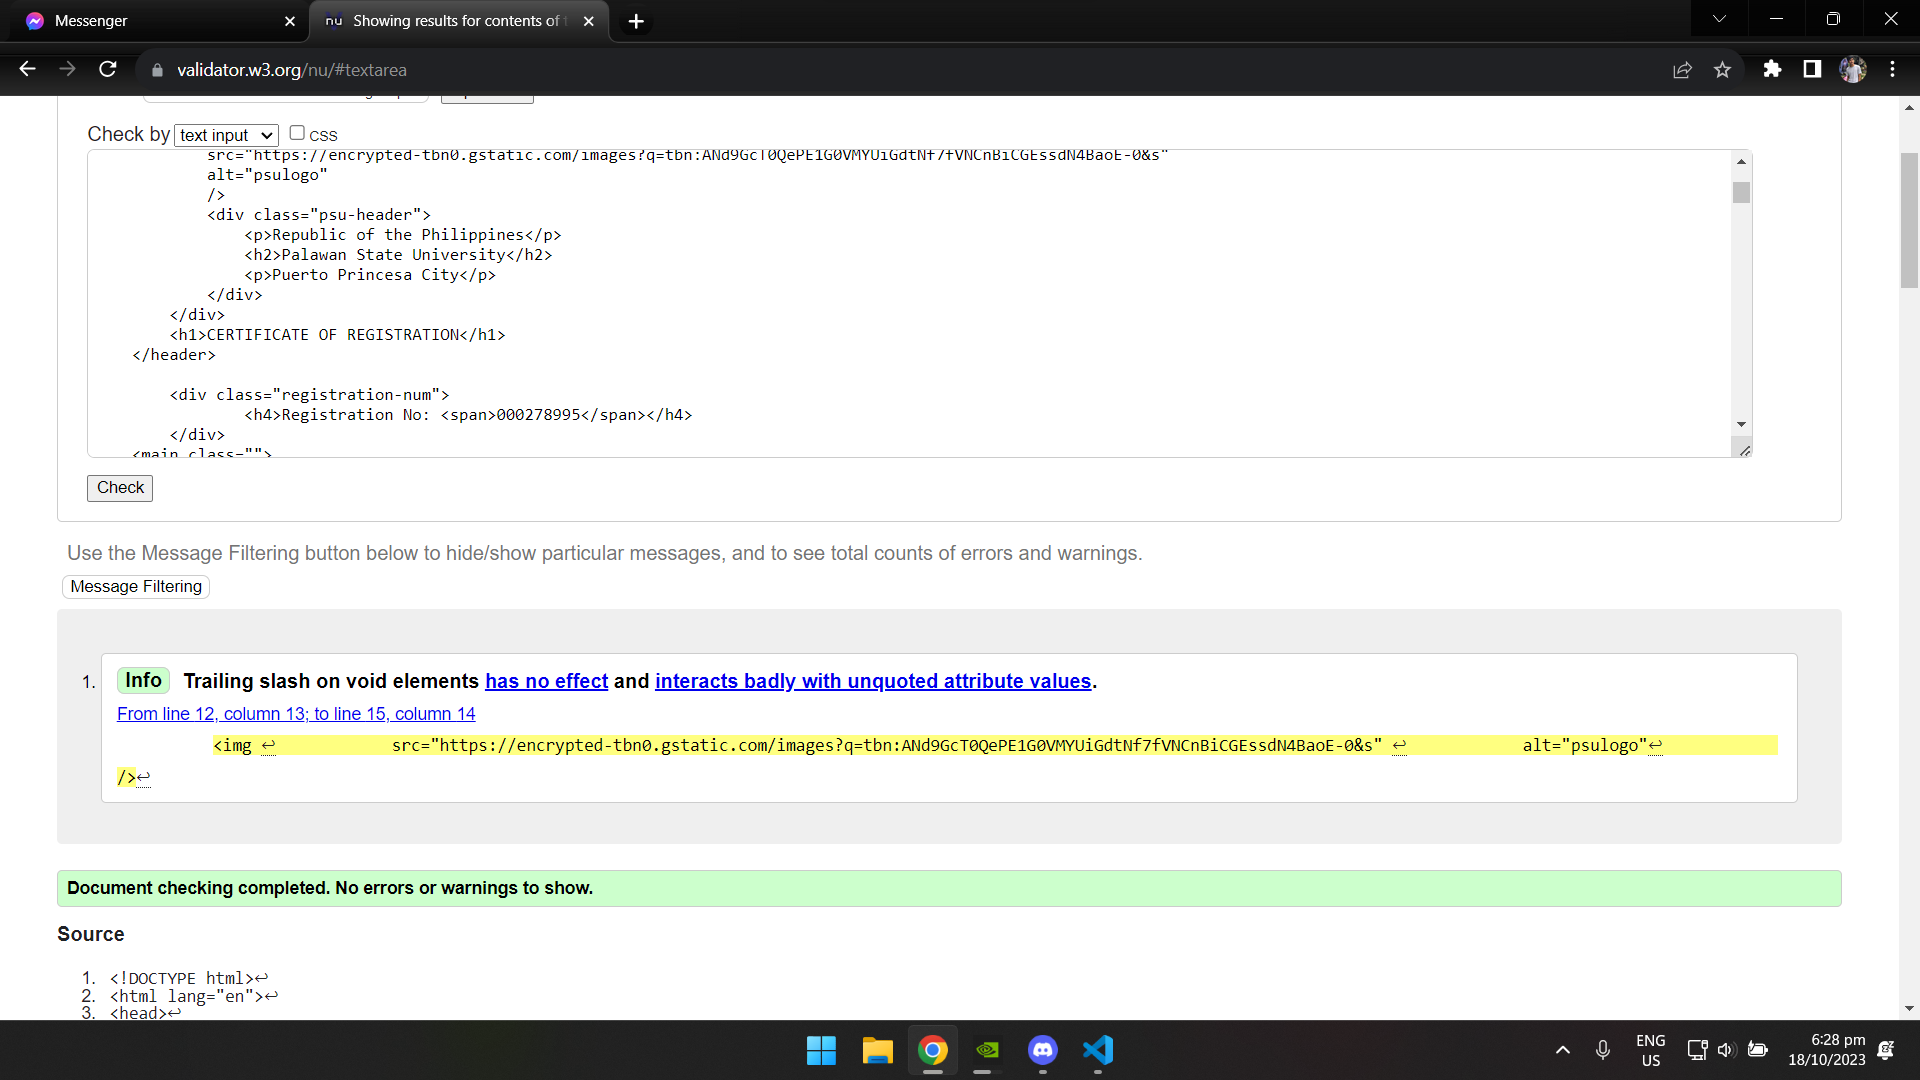 Messenger
Showing results for contents of t
validator.w3.org/nu/#textarea
Check by text input CSS
src="https://encrypted-tbn0.gstatic.com/images?q=tbn:ANd9GcT0QePE1G0VMYUiGdtNf7fVNCnBiCGEssdN4BaoE-0&s"
alt="psulogo"
/>
<div class="psu-header">
<p>Republic of the Philippines</p>
<h2>Palawan State University</h2>
<p>Puerto Princesa City</p>
</div>
</div>
<h1>CERTIFICATE OF REGISTRATION</h1>
</header>
<div class="registration-num">
<h4>Registration No: <span>000278995</span></h4>
</div>
<main class="">
Check
Use the Message Filtering button below to hide/show particular messages, and to see total counts of errors and warnings.
Message Filtering
1. Info Trailing slash on void elements has no effect and interacts badly with unquoted attribute values.
From line 12, column 13; to line 15, column 14
<img ↩ src="https://encrypted-tbn0.gstatic.com/images?q=tbn:ANd9GcT0QePE1G0VMYUiGdtNf7fVNCnBiCGEssdN4BaoE-0&s" ↩ alt="psulogo"↩
/>↩
Document checking completed. No errors or warnings to show.
Source
1. <!DOCTYPE html>↩
2. <html lang="en">↩
3. <head>↩
ENG
US
6:28 pm
18/10/2023